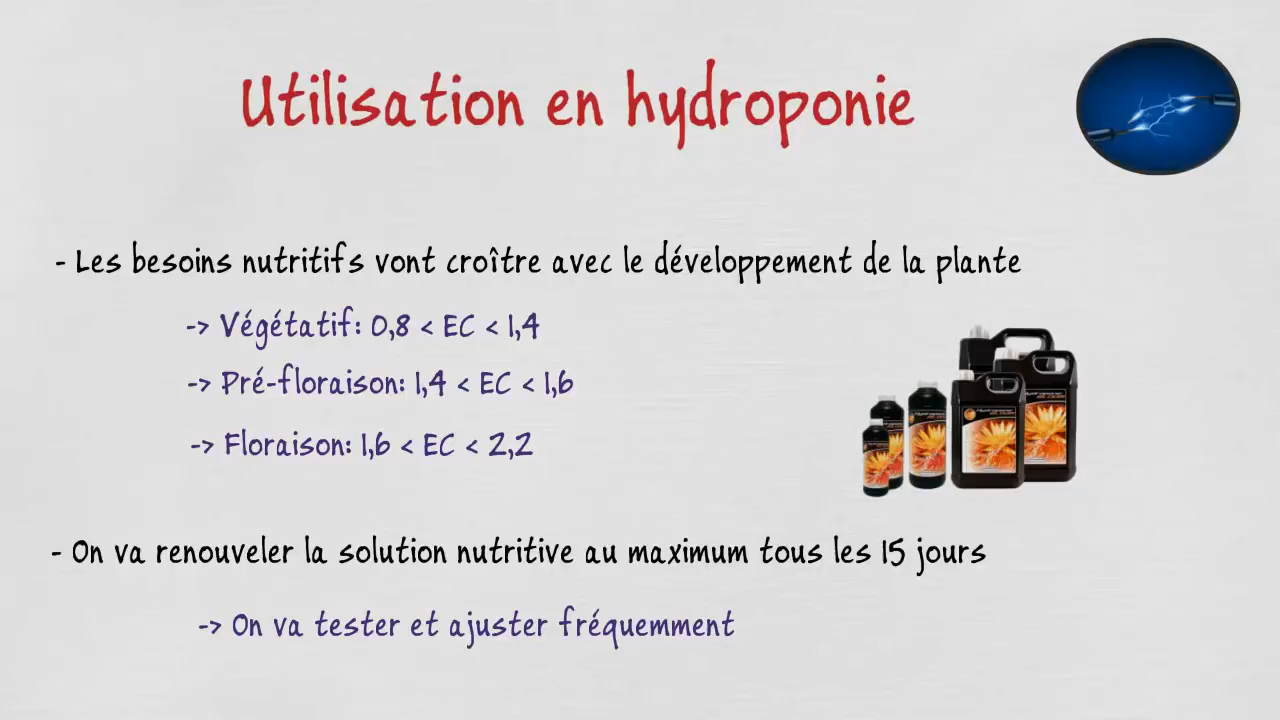 Utilisation en hydroponie
- Les besoins nutritifs vont croître avec le développement de la plante
-> Végétatif: 0,8 < EC < 1,4
-> Pré-floraison: 1,4 < EC < 1,6
-> Floraison: 1,6 < EC < 2,2
- On va renouveler la solution nutritive au maximum tous les 15 jours
-> On va tester et ajuster fréquemment